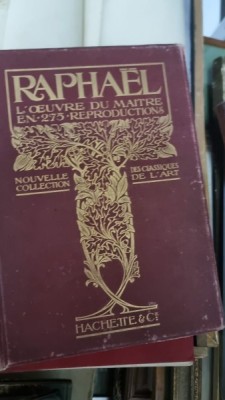 RAPHAËL
L'ŒUVRE DU MAITRE
EN·275·REPRODUCTIONS
NOUVELLE COLLECTION
DES CLASSIQUES DE L'ART
HACHETTE & Cie